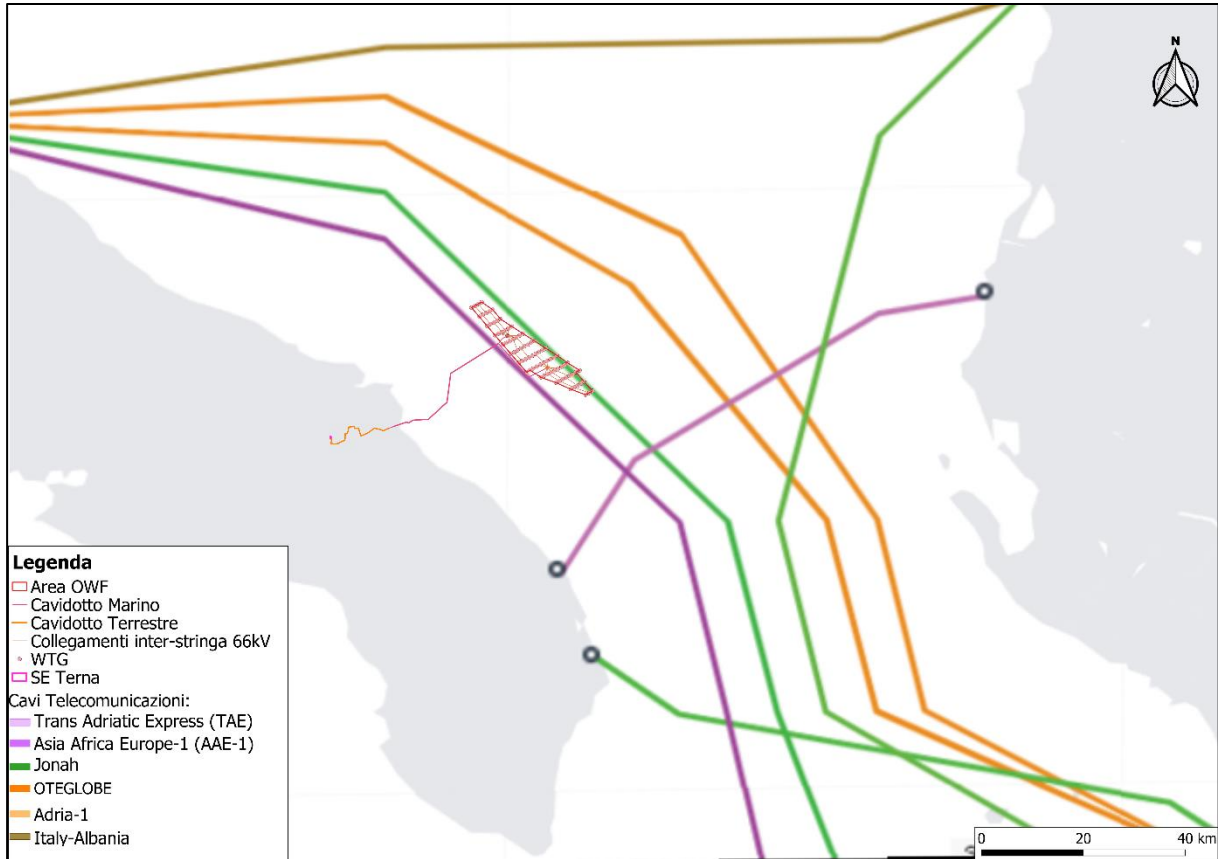 N
Legenda
Area OWF
Cavidotto Marino
Cavidotto Terrestre
Collegamenti inter-stringa 66kV
WTG
SE Terna
Cavi Telecomunicazioni:
Trans Adriatic Express (TAE)
Asia Africa Europe-1 (AAE-1)
Jonah
OTEGLOBE
Adria-1
Italy-Albania
0 20 40 km